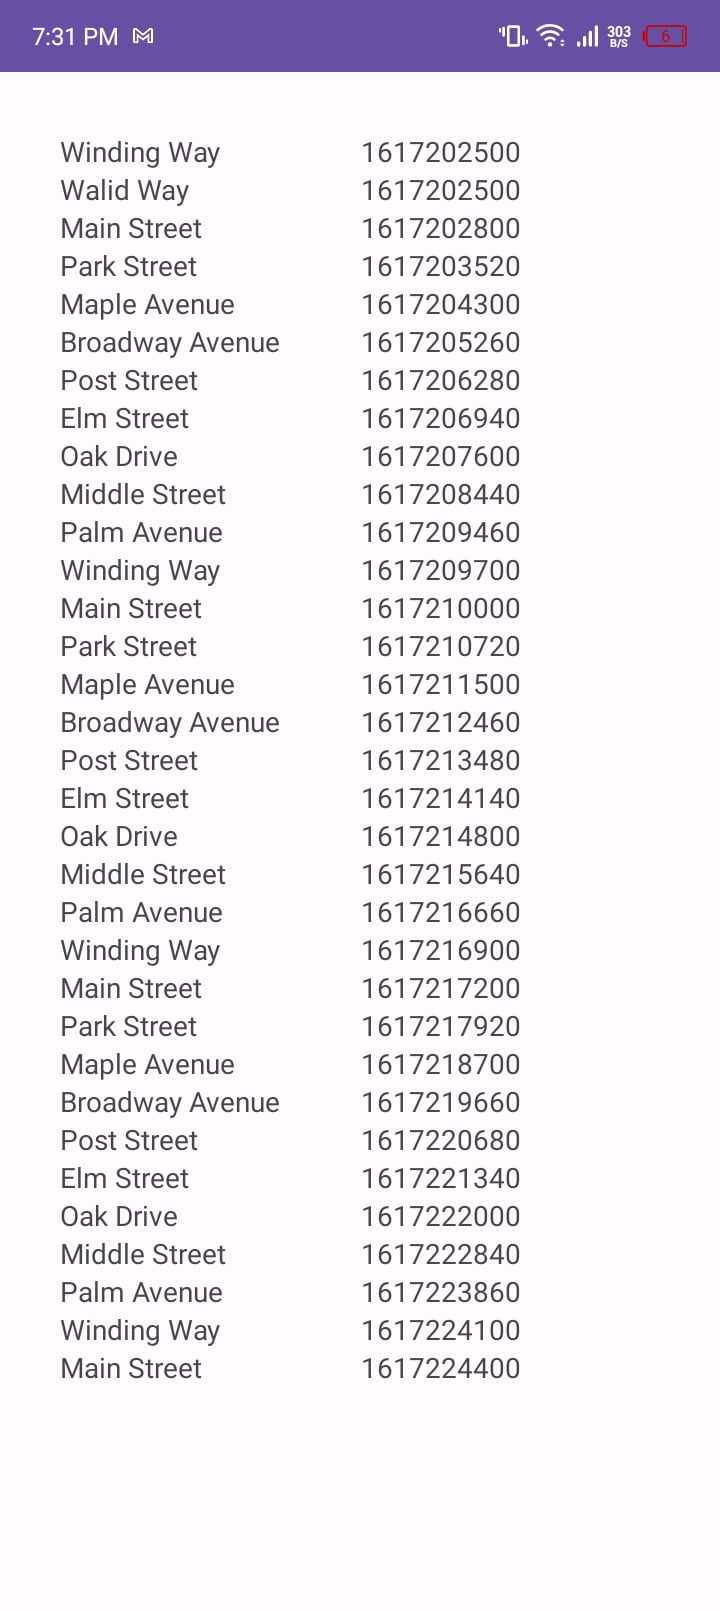 7:31 PM 303 B/S 6
Winding Way 1617202500
Walid Way 1617202500
Main Street 1617202800
Park Street 1617203520
Maple Avenue 1617204300
Broadway Avenue 1617205260
Post Street 1617206280
Elm Street 1617206940
Oak Drive 1617207600
Middle Street 1617208440
Palm Avenue 1617209460
Winding Way 1617209700
Main Street 1617210000
Park Street 1617210720
Maple Avenue 1617211500
Broadway Avenue 1617212460
Post Street 1617213480
Elm Street 1617214140
Oak Drive 1617214800
Middle Street 1617215640
Palm Avenue 1617216660
Winding Way 1617216900
Main Street 1617217200
Park Street 1617217920
Maple Avenue 1617218700
Broadway Avenue 1617219660
Post Street 1617220680
Elm Street 1617221340
Oak Drive 1617222000
Middle Street 1617222840
Palm Avenue 1617223860
Winding Way 1617224100
Main Street 1617224400